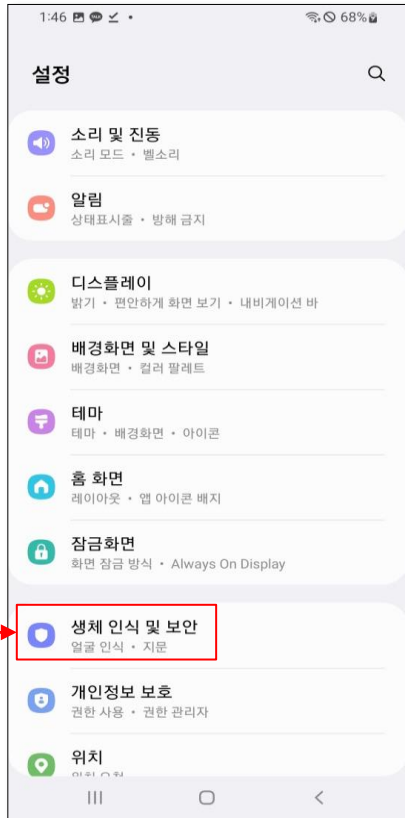 1:46 68%
설정
소리 및 진동
소리 모드 • 벨소리
알림
상태표시줄 • 방해 금지
디스플레이
밝기 • 편안하게 화면 보기 • 내비게이션 바
배경화면 및 스타일
배경화면 • 컬러 팔레트
테마
테마 • 배경화면 • 아이콘
홈 화면
레이아웃 • 앱 아이콘 배지
잠금화면
화면 잠금 방식 • Always On Display
생체 인식 및 보안
얼굴 인식 • 지문
개인정보 보호
권한 사용 • 권한 관리자
위치